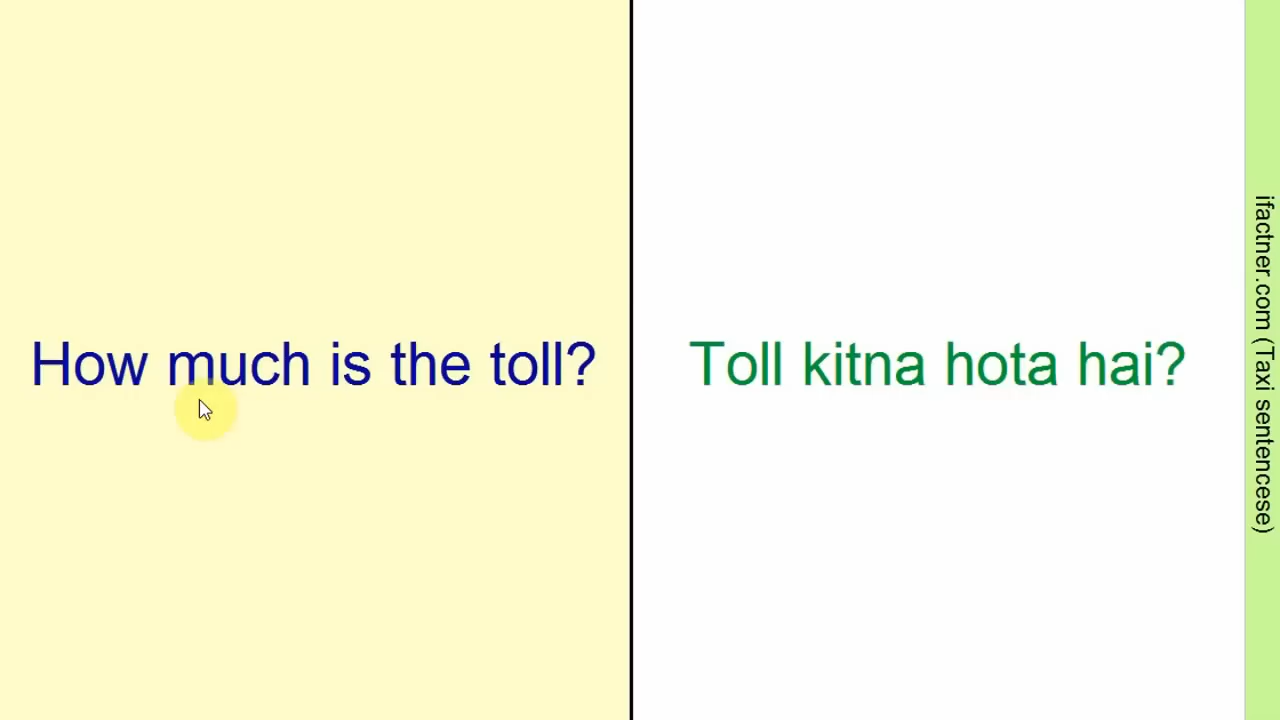 How much is the toll?
Toll kitna hota hai?
ifactner.com (Taxi sentencese)